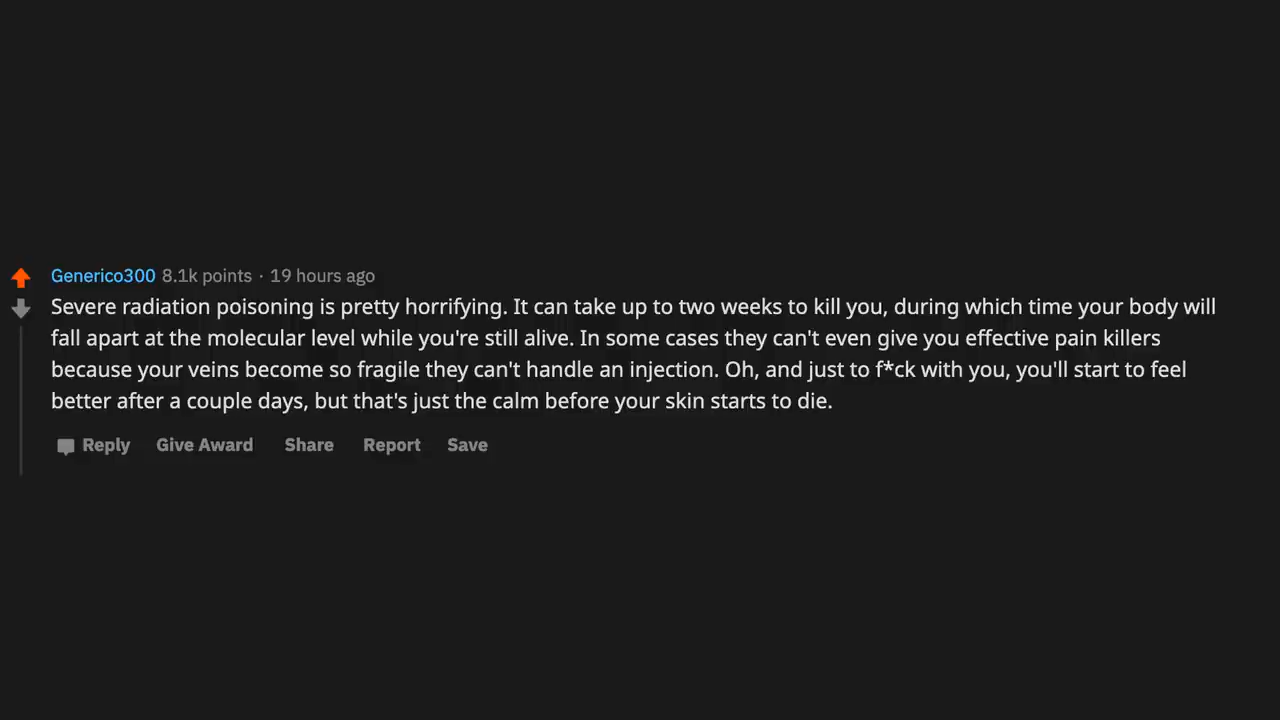 Generico300 8.1k points · 19 hours ago
Severe radiation poisoning is pretty horrifying. It can take up to two weeks to kill you, during which time your body will
fall apart at the molecular level while you're still alive. In some cases they can't even give you effective pain killers
because your veins become so fragile they can't handle an injection. Oh, and just to f*ck with you, you'll start to feel
better after a couple days, but that's just the calm before your skin starts to die.
Reply Give Award Share Report Save